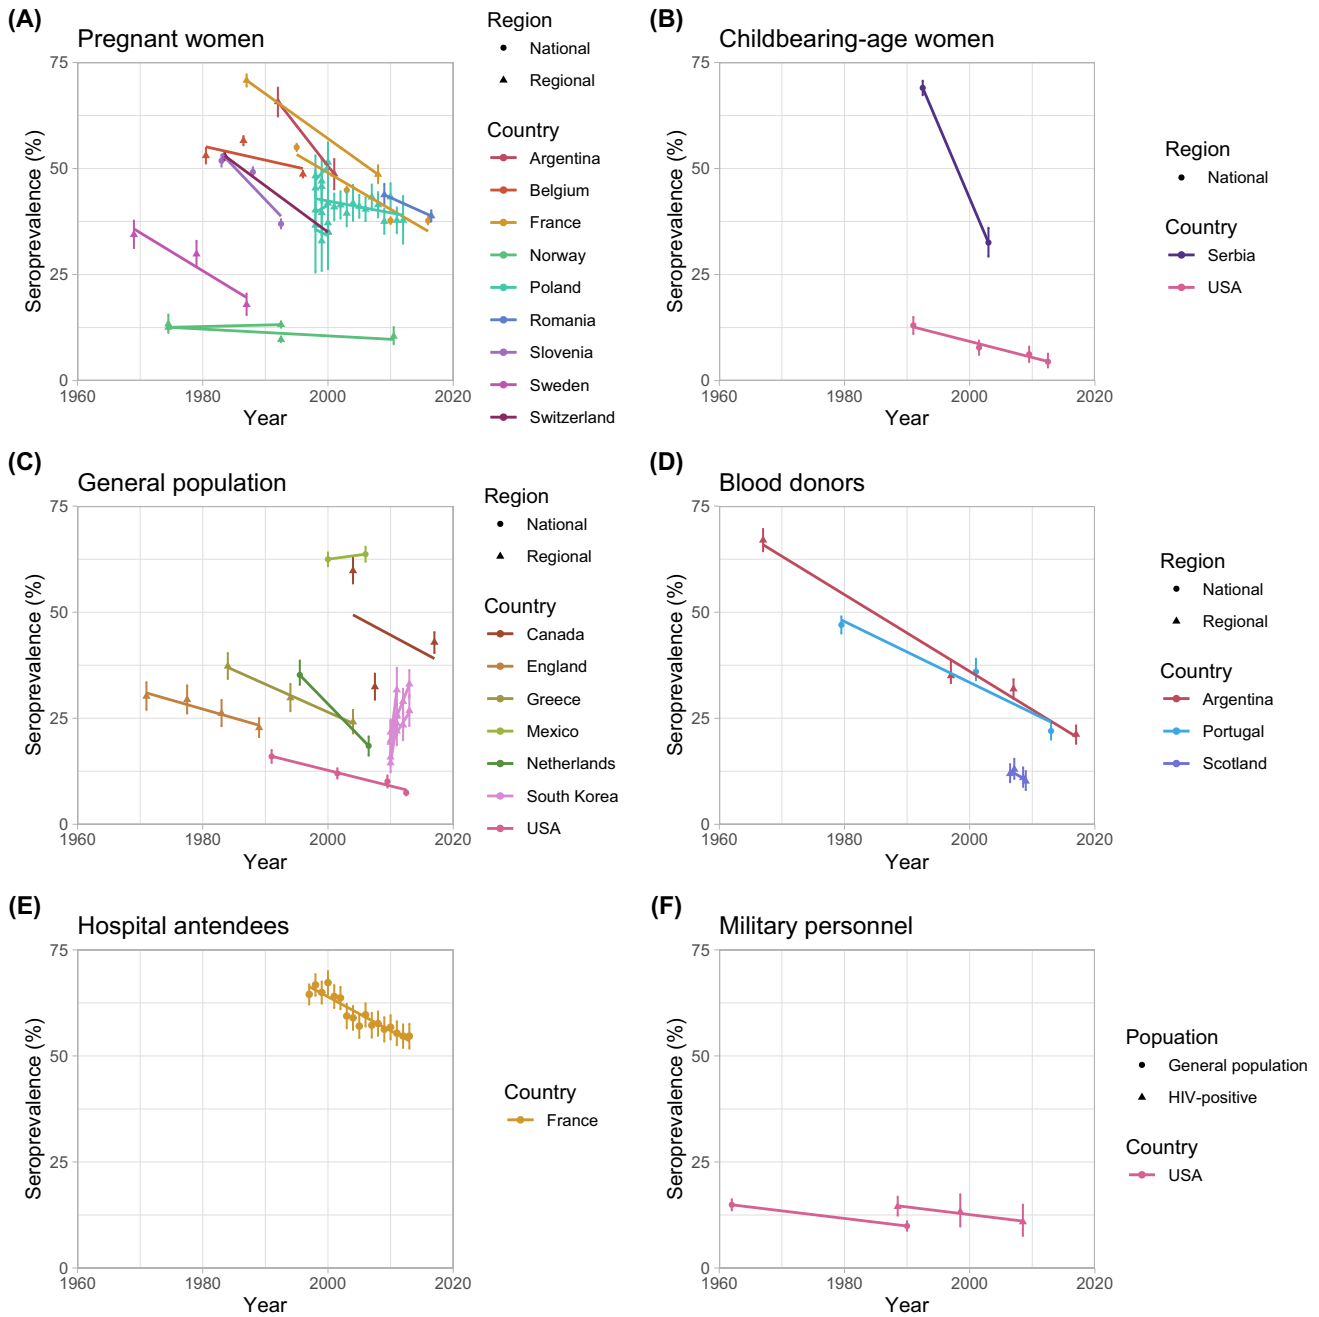 (A)
Pregnant women
Seroprevalence (%)
75
50
25
0
1960
1980
2000
2020
Year
Region
National
Regional
Country
Argentina
Belgium
France
Norway
Poland
Romania
Slovenia
Sweden
Switzerland
(B)
Childbearing-age women
Seroprevalence (%)
75
50
25
0
1960
1980
2000
2020
Year
Region
National
Country
Serbia
USA
(C)
General population
Seroprevalence (%)
75
50
25
0
1960
1980
2000
2020
Year
Region
National
Regional
Country
Canada
England
Greece
Mexico
Netherlands
South Korea
USA
(D)
Blood donors
Seroprevalence (%)
75
50
25
0
1960
1980
2000
2020
Year
Region
National
Regional
Country
Argentina
Portugal
Scotland
(E)
Hospital antendees
Seroprevalence (%)
75
50
25
0
1960
1980
2000
2020
Year
Country
France
(F)
Military personnel
Seroprevalence (%)
75
50
25
0
1960
1980
2000
2020
Year
Popuation
General population
HIV-positive
Country
USA